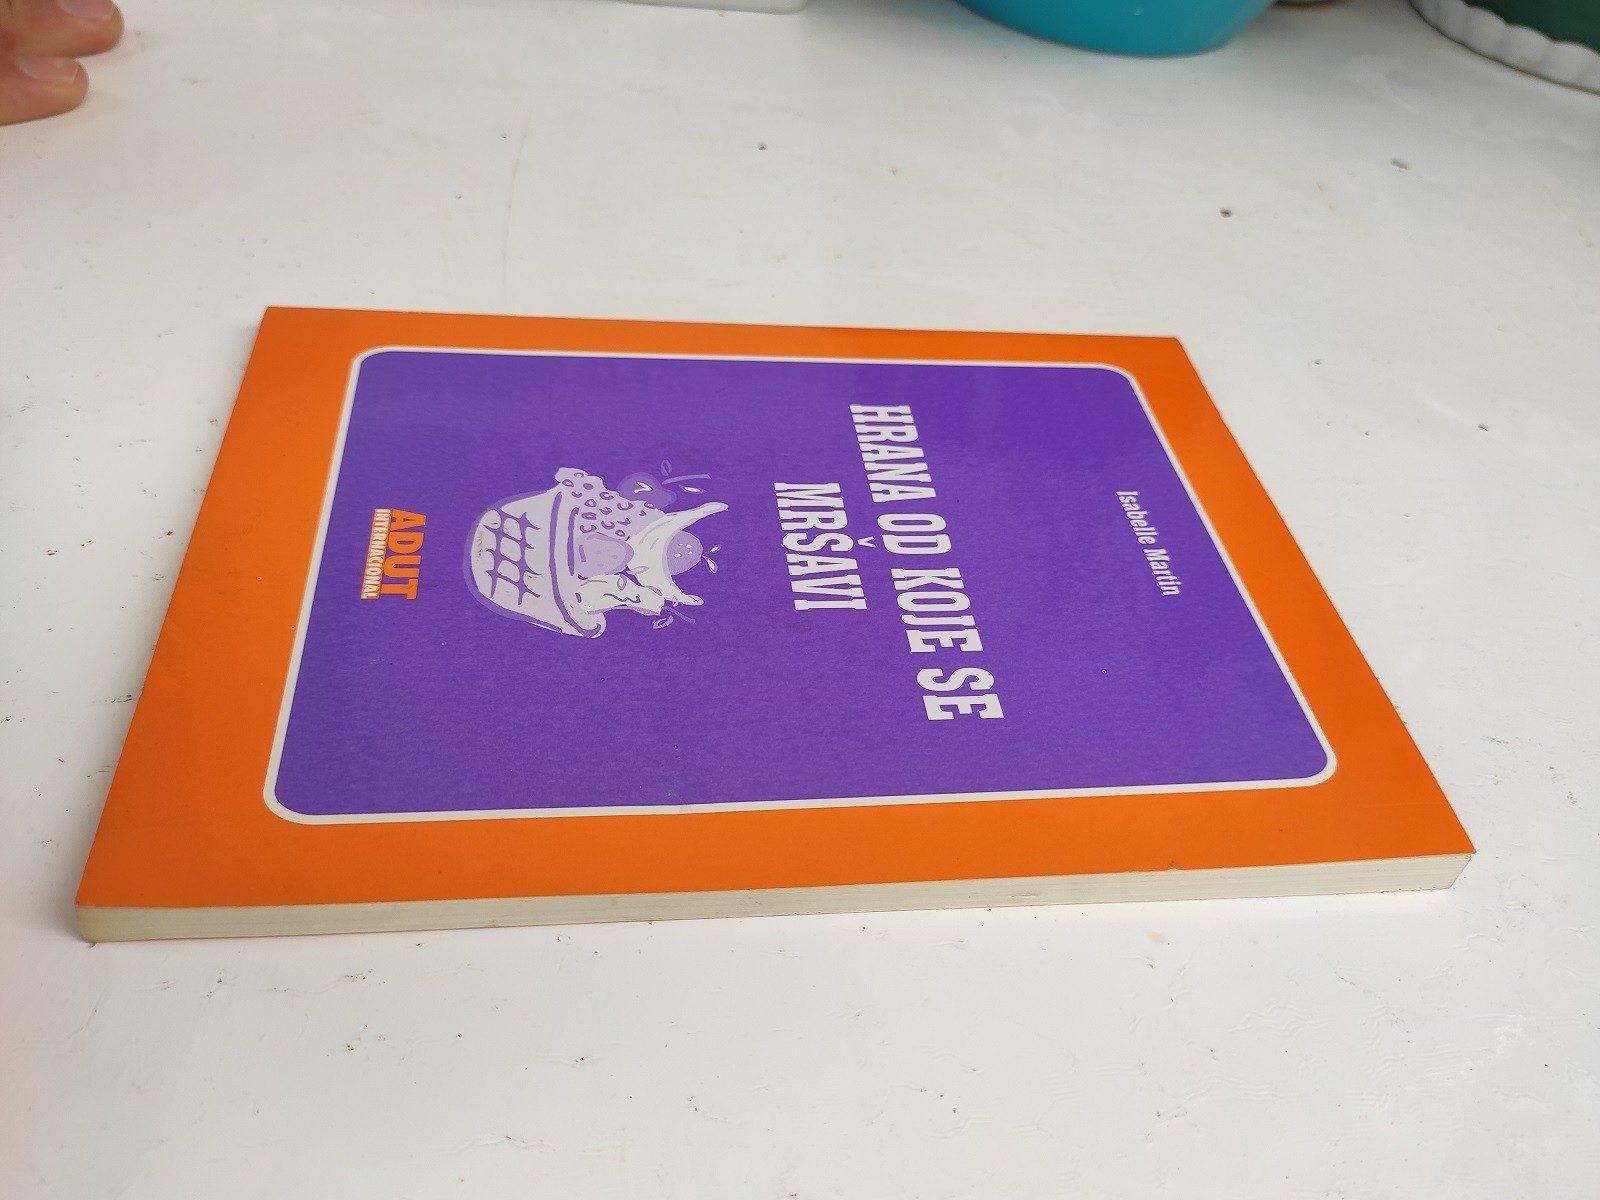 Isabelle Martin
HRANA OD KOJE SE
MRŠAVI
ADUT
INTERNACIONAL